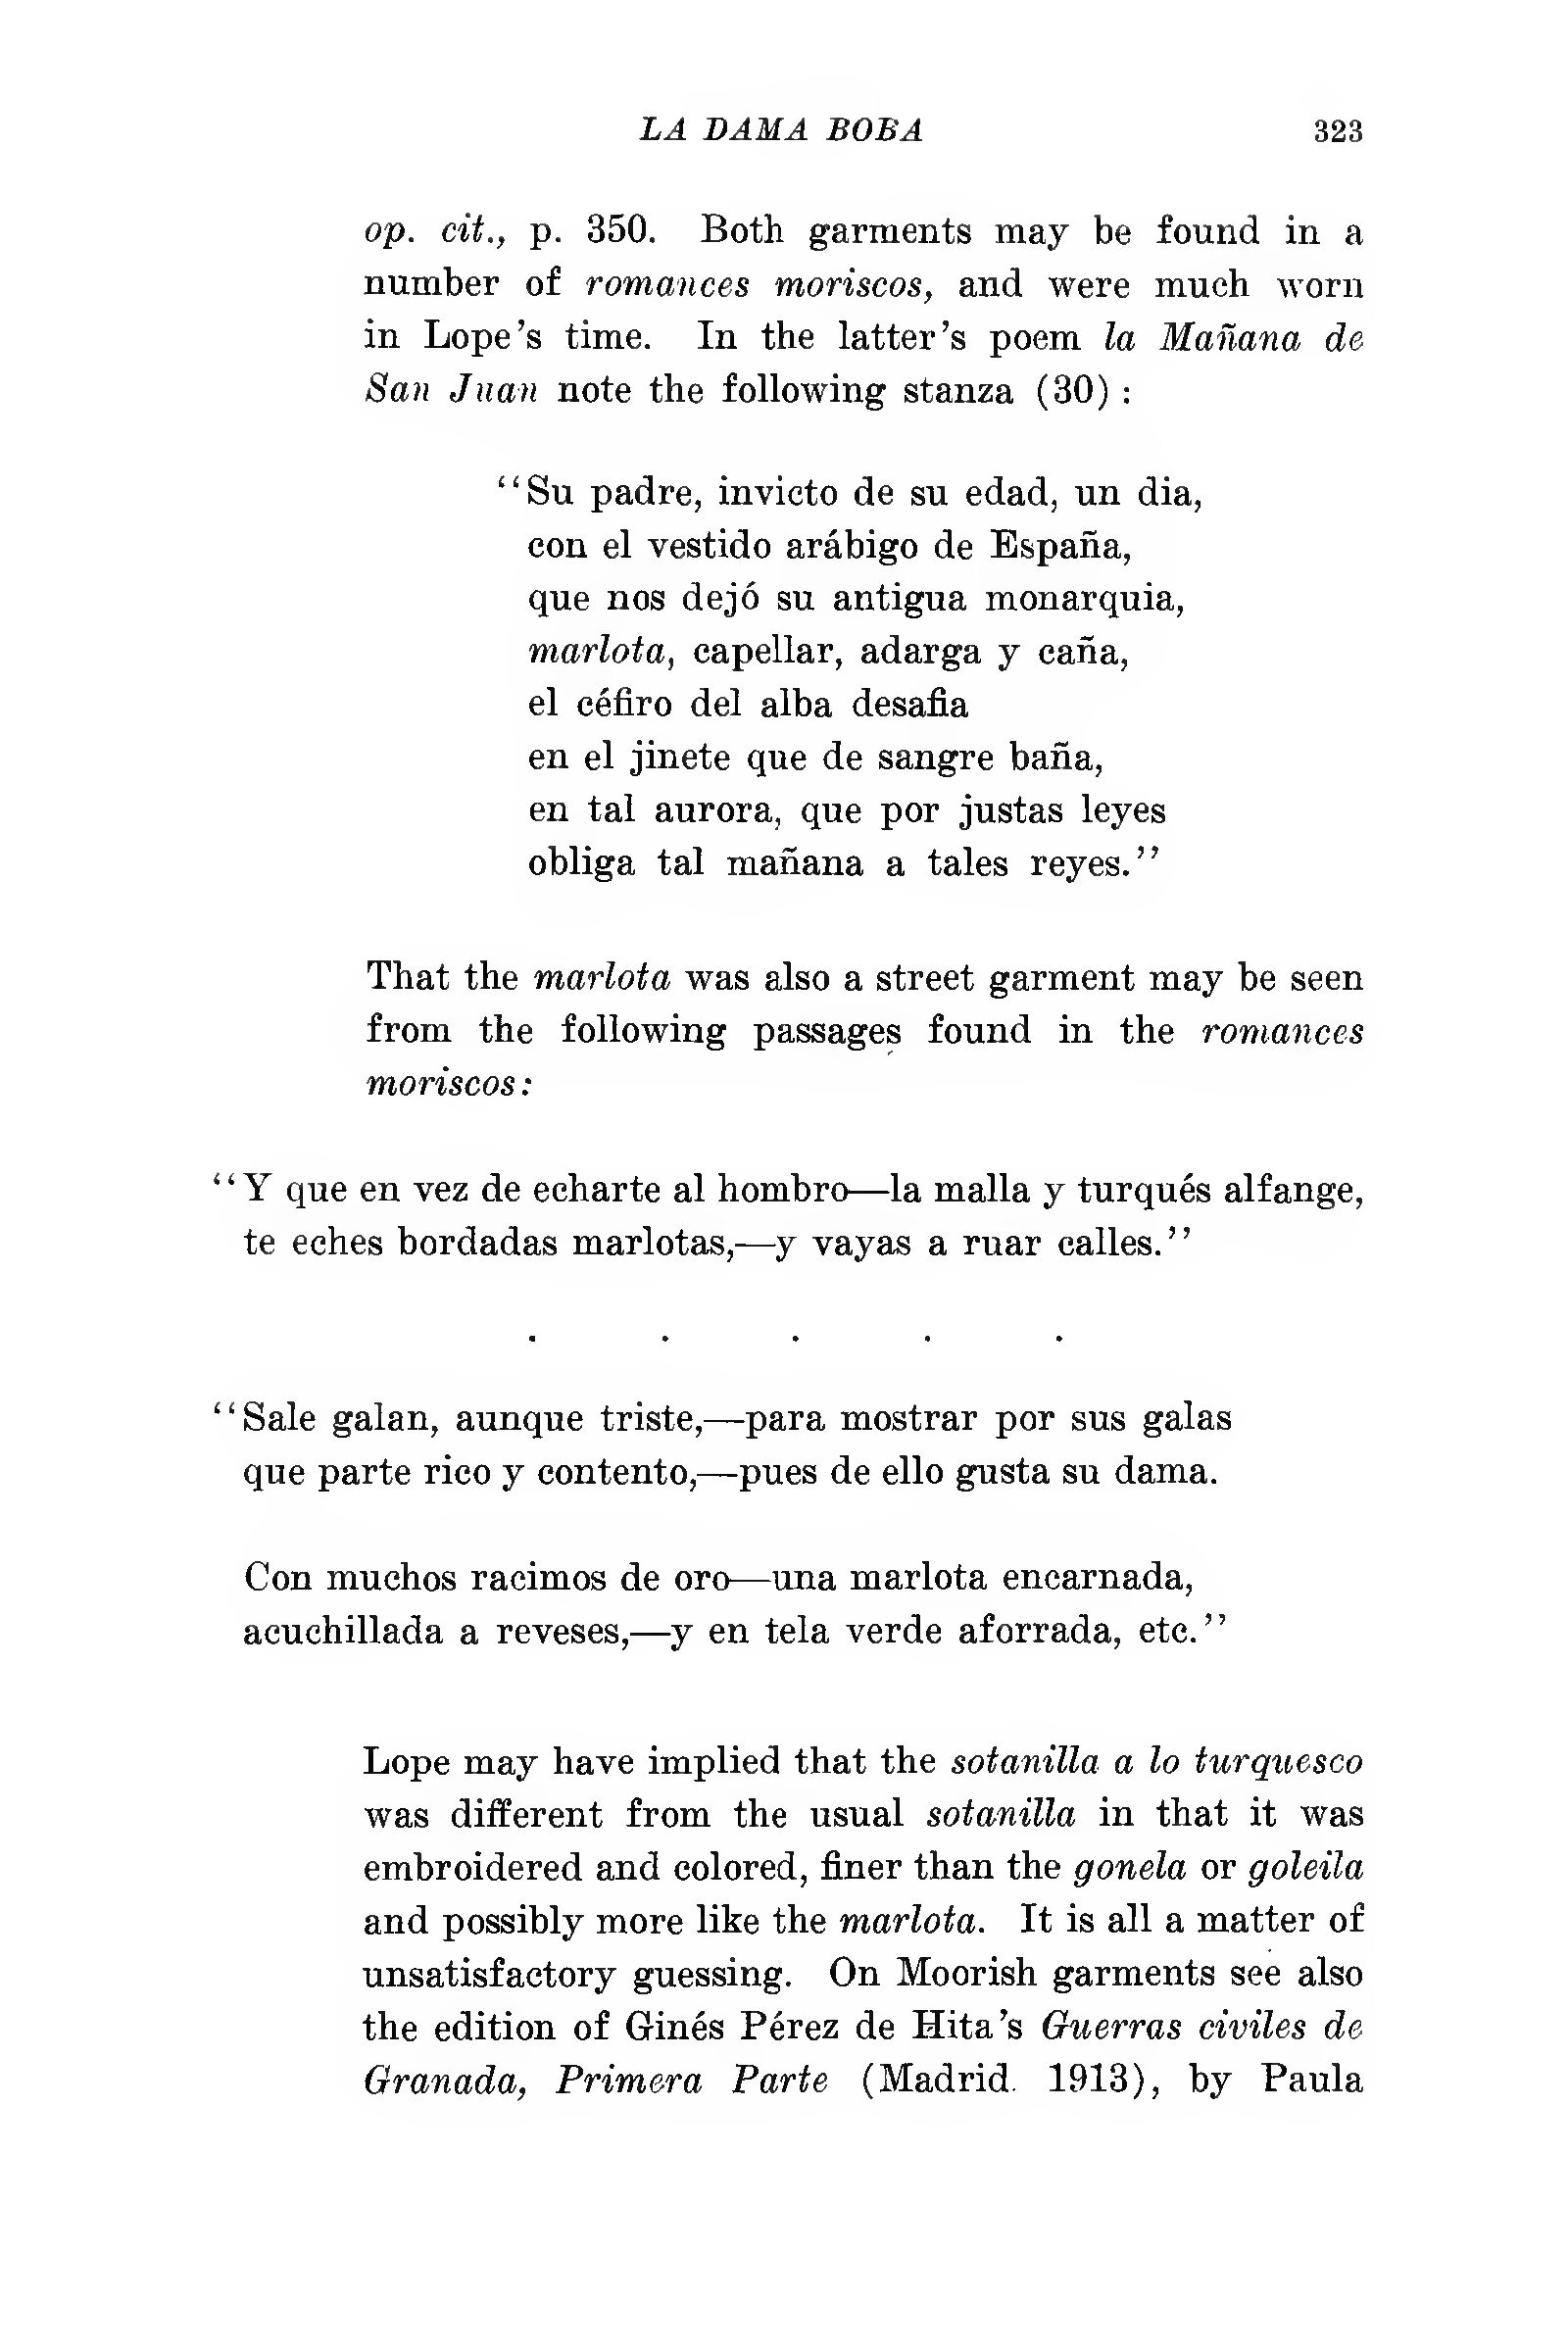 LA DAMA BOBA 323
op. cit., p. 350. Both garments may be found in a
number of romances moriscos, and were much worn
in Lope's time. In the latter's poem la Mañana de
San Juan note the following stanza (30):
"Su padre, invicto de su edad, un dia,
con el vestido arábigo de España,
que nos dejó su antigua monarquia,
marlota, capellar, adarga y caña,
el céfiro del alba desafia
en el jinete que de sangre baña,
en tal aurora, que por justas leyes
obliga tal mañana a tales reyes."
That the marlota was also a street garment may be seen
from the following passages found in the romances
moriscos:
"Y que en vez de echarte al hombro—la malla y turqués alfange,
te eches bordadas marlotas,—y vayas a ruar calles."
. . . . .
"Sale galan, aunque triste,—para mostrar por sus galas
que parte rico y contento,—pues de ello gusta su dama.
Con muchos racimos de oro—una marlota encarnada,
acuchillada a reveses,—y en tela verde aforrada, etc."
Lope may have implied that the sotanilla a lo turquesco
was different from the usual sotanilla in that it was
embroidered and colored, finer than the gonela or goleila
and possibly more like the marlota. It is all a matter of
unsatisfactory guessing. On Moorish garments see also
the edition of Ginés Pérez de Hita's Guerras civiles de
Granada, Primera Parte (Madrid. 1913), by Paula